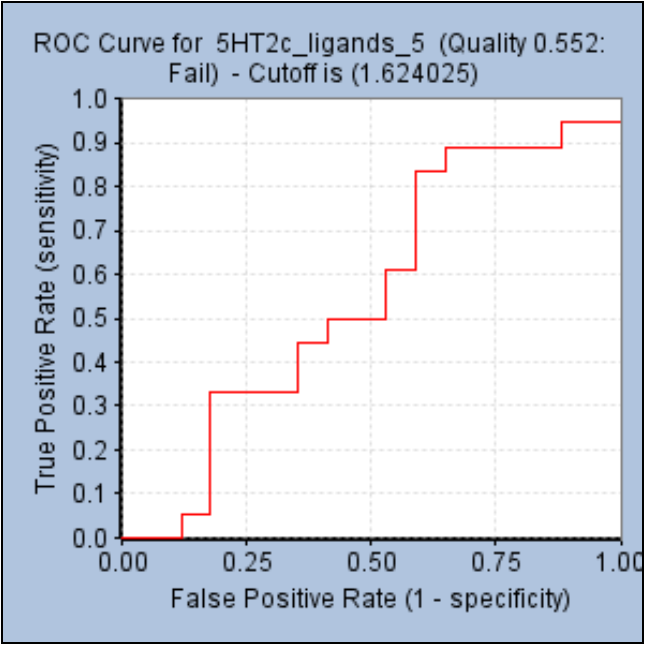 ROC Curve for 5HT2c_ligands_5 (Quality 0.552:
Fail) - Cutoff is (1.624025)
1.0
0.9
0.8
0.7
0.6
0.5
0.4
0.3
0.2
0.1
0.0
True Positive Rate (sensitivity)
0.00 0.25 0.50 0.75 1.00
False Positive Rate (1 - specificity)